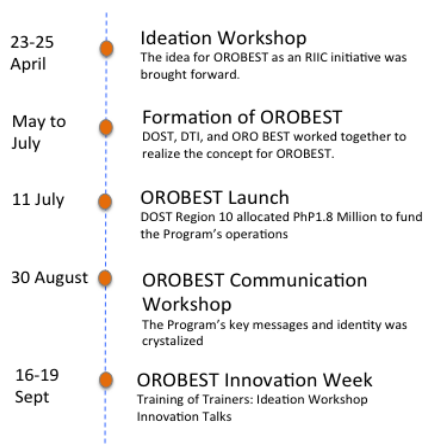 23-25
April
Ideation Workshop
The idea for OROBEST as an RIIC initiative was
brought forward.
May to
July
Formation of OROBEST
DOST, DTI, and ORO BEST worked together to
realize the concept for OROBEST.
11 July
OROBEST Launch
DOST Region 10 allocated PhP1.8 Million to fund
the Program's operations
30 August
OROBEST Communication
Workshop
The Program's key messages and identity was
crystalized
16-19
Sept
OROBEST Innovation Week
Training of Trainers: Ideation Workshop
Innovation Talks